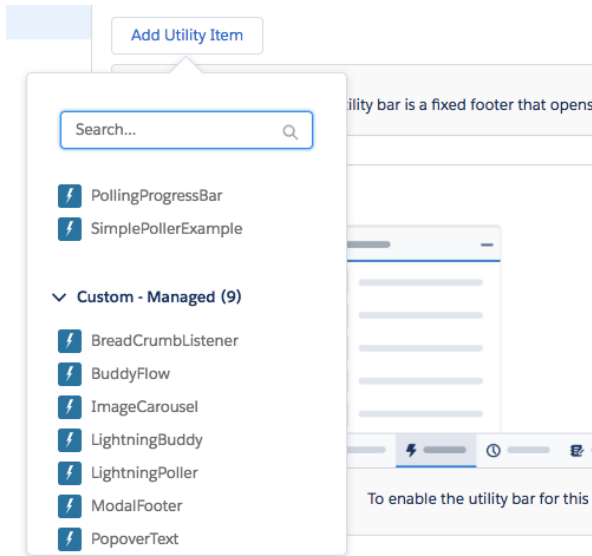 Add Utility Item
Search...
ility bar is a fixed footer that opens
PollingProgressBar
SimplePollerExample
Custom - Managed (9)
BreadCrumbListener
BuddyFlow
ImageCarousel
LightningBuddy
LightningPoller
ModalFooter
PopoverText
To enable the utility bar for this